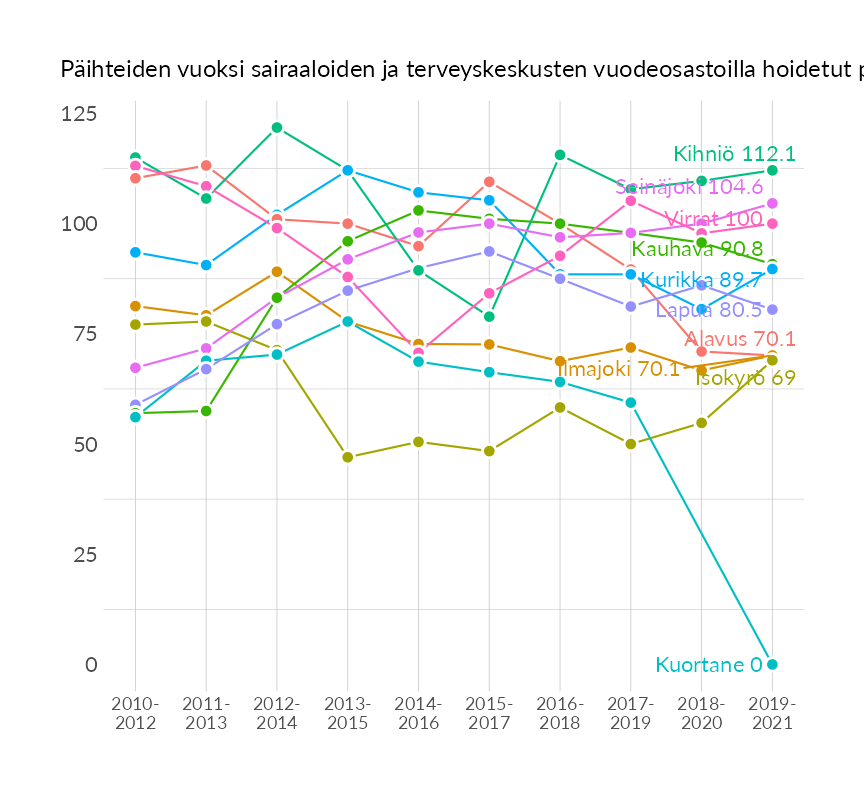 Päihteiden vuoksi sairaaloiden ja terveyskeskusten vuodeosastoilla hoidetut
125
100
75
50
25
0
Kihniö 112.1
Seinäjoki 104.6
Virrat 100
Kauhava 90.8
Kurikka 89.7
Lapua 80.5
Alavus 70.1
Ilmajoki 70.1
Isokyrö 69
Kuortane 0
2010-
2012
2011-
2013
2012-
2014
2013-
2015
2014-
2016
2015-
2017
2016-
2018
2017-
2019
2018-
2020
2019-
2021